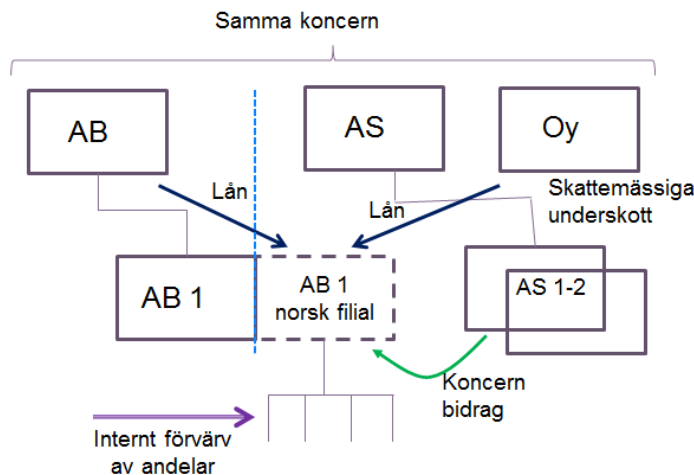 Samma koncern
AB
AS
Oy
Lån
Lån
Skattemässiga
underskott
AB 1
AB 1
norsk filial
AS 1-2
Koncern
bidrag
Internt förvärv
av andelar